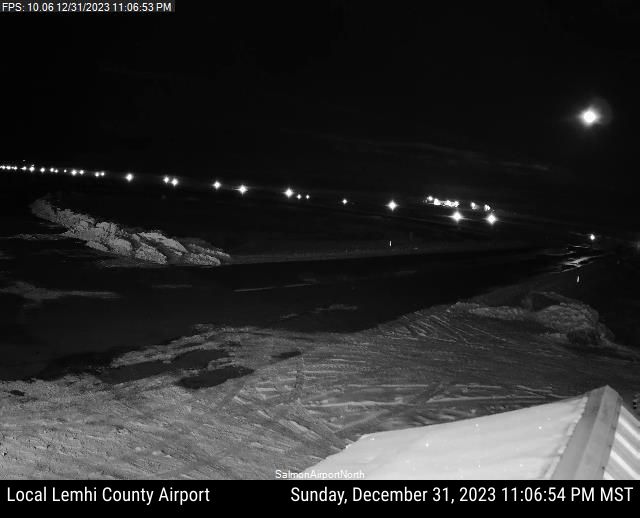 FPS: 10.06 12/31/2023 11:06:53 PM
SalmonAirportNorth
Local Lemhi County Airport Sunday, December 31, 2023 11:06:54 PM MST